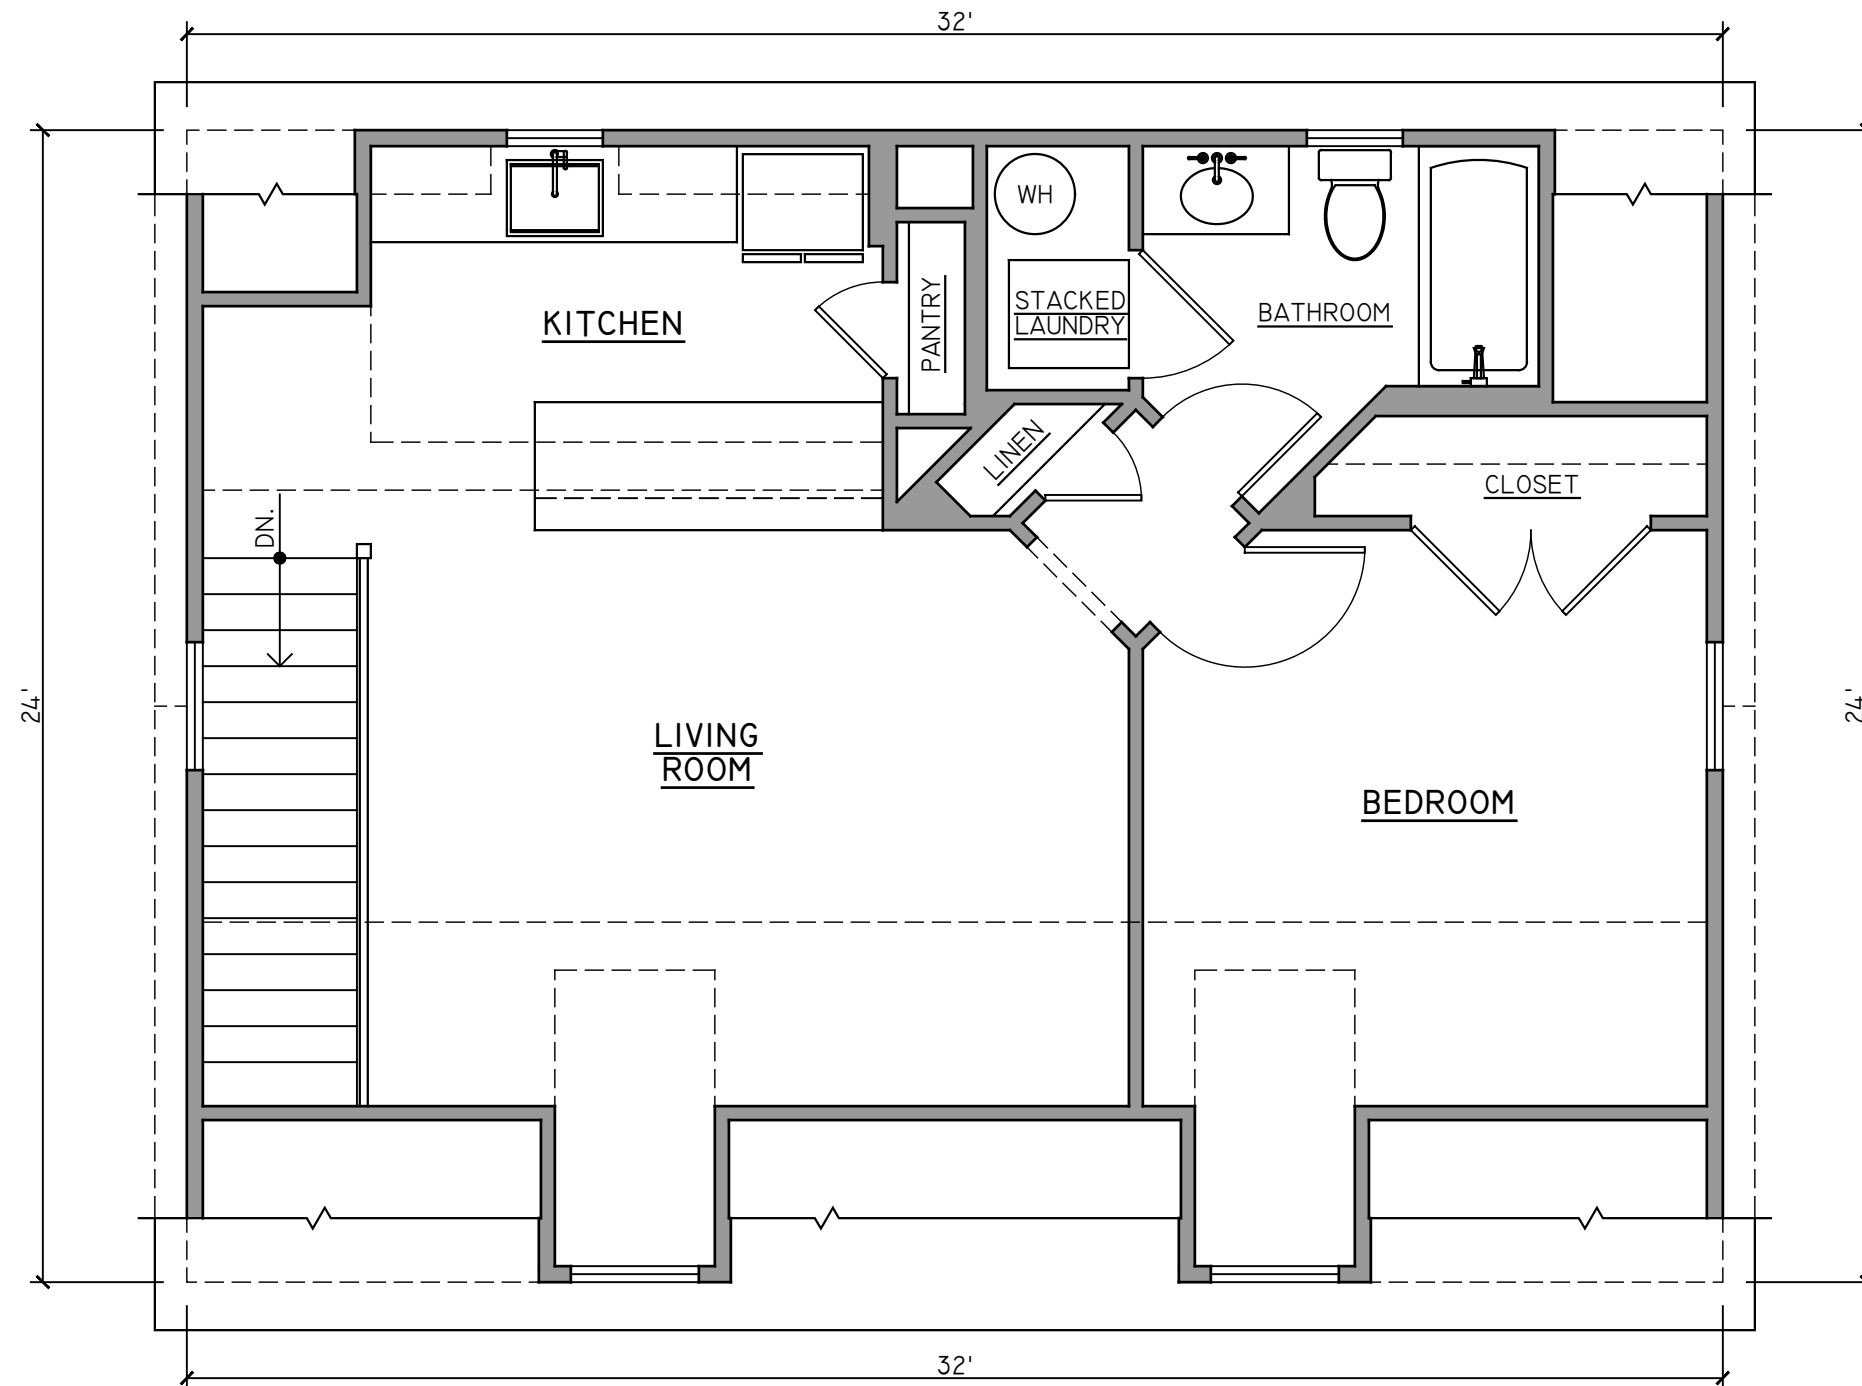 32'
WH
STACKED
LAUNDRY
BATHROOM
KITCHEN
PANTRY
LINEN
CLOSET
DN.
24'
24'
LIVING
ROOM
BEDROOM
32'